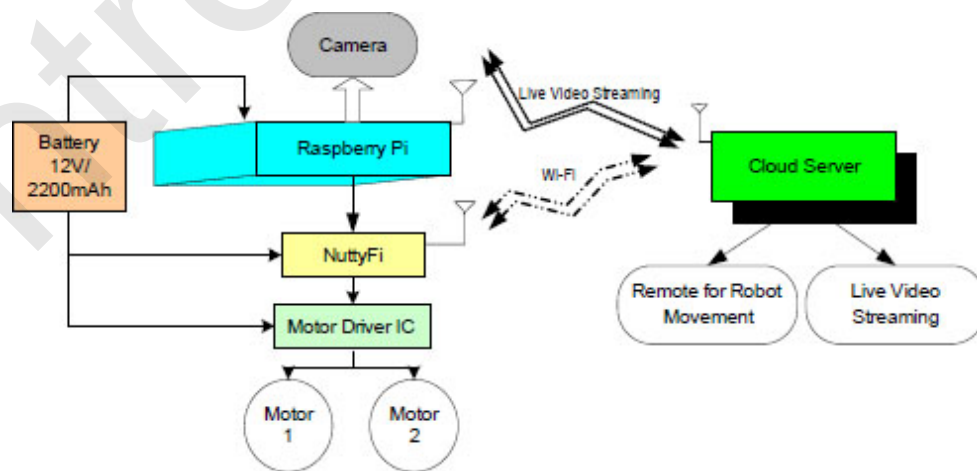 Camera
Live Video Streaming
Battery
12V/
2200mAh
Raspberry Pi
Cloud Server
Wi-Fi
NuttyFi
Remote for Robot
Movement
Live Video
Streaming
Motor Driver IC
Motor
1
Motor
2